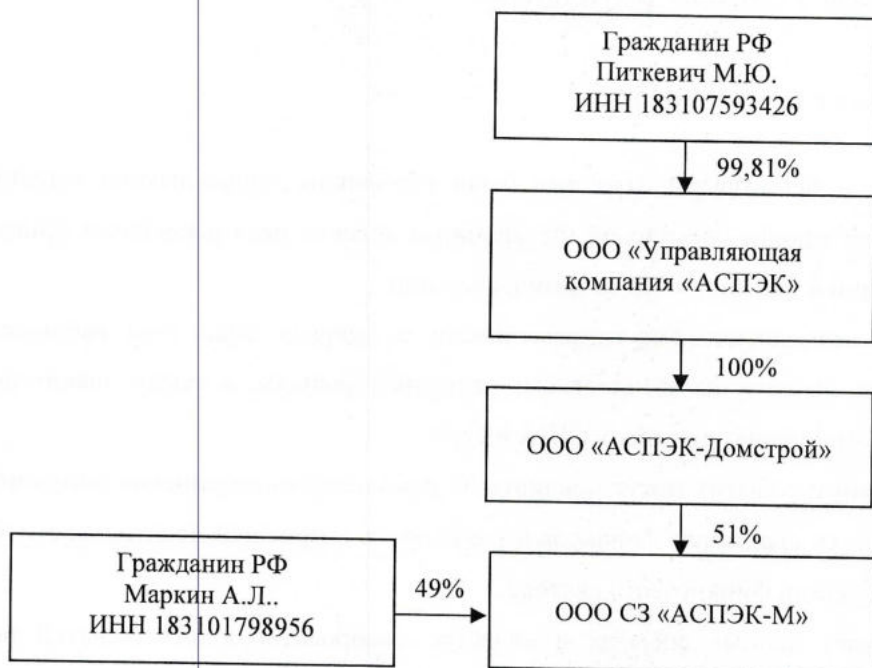 Гражданин РФ
Питкевич М.Ю.
ИНН 183107593426
99,81%
ООО «Управляющая
компания «АСПЭК»
100%
ООО «АСПЭК-Домстрой»
51%
Гражданин РФ
Маркин А.Л..
ИНН 183101798956
49%
ООО СЗ «АСПЭК-М»